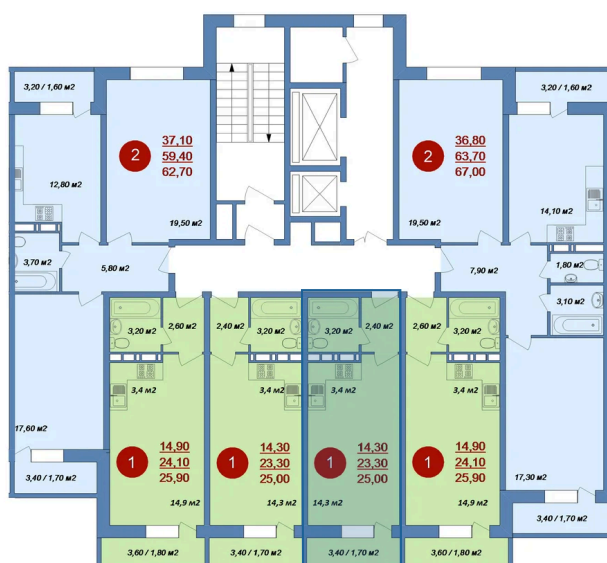 3,20 / 1,60 м2
3,20 / 1,60 м2
2
37,10
59,40
62,70
2
36,80
63,70
67,00
12,80 м2
19,50 м2
19,50 м2
14,10 м2
3,70 м2
5,80 м2
7,90 м2
1,80 м2
3,10 м2
3,20 м2
2,60 м2
2,40 м2
3,20 м2
3,20 м2
2,40 м2
2,60 м2
3,20 м2
3,4 м2
3,4 м2
3,4 м2
3,4 м2
17,60 м2
1
14,90
24,10
25,90
1
14,30
23,30
25,00
1
14,30
23,30
25,00
1
14,90
24,10
25,90
17,30 м2
3,40 / 1,70 м2
14,9 м2
14,3 м2
14,3 м2
14,9 м2
3,40 / 1,70 м2
3,60 / 1,80 м2
3,40 / 1,70 м2
3,40 / 1,70 м2
3,60 / 1,80 м2